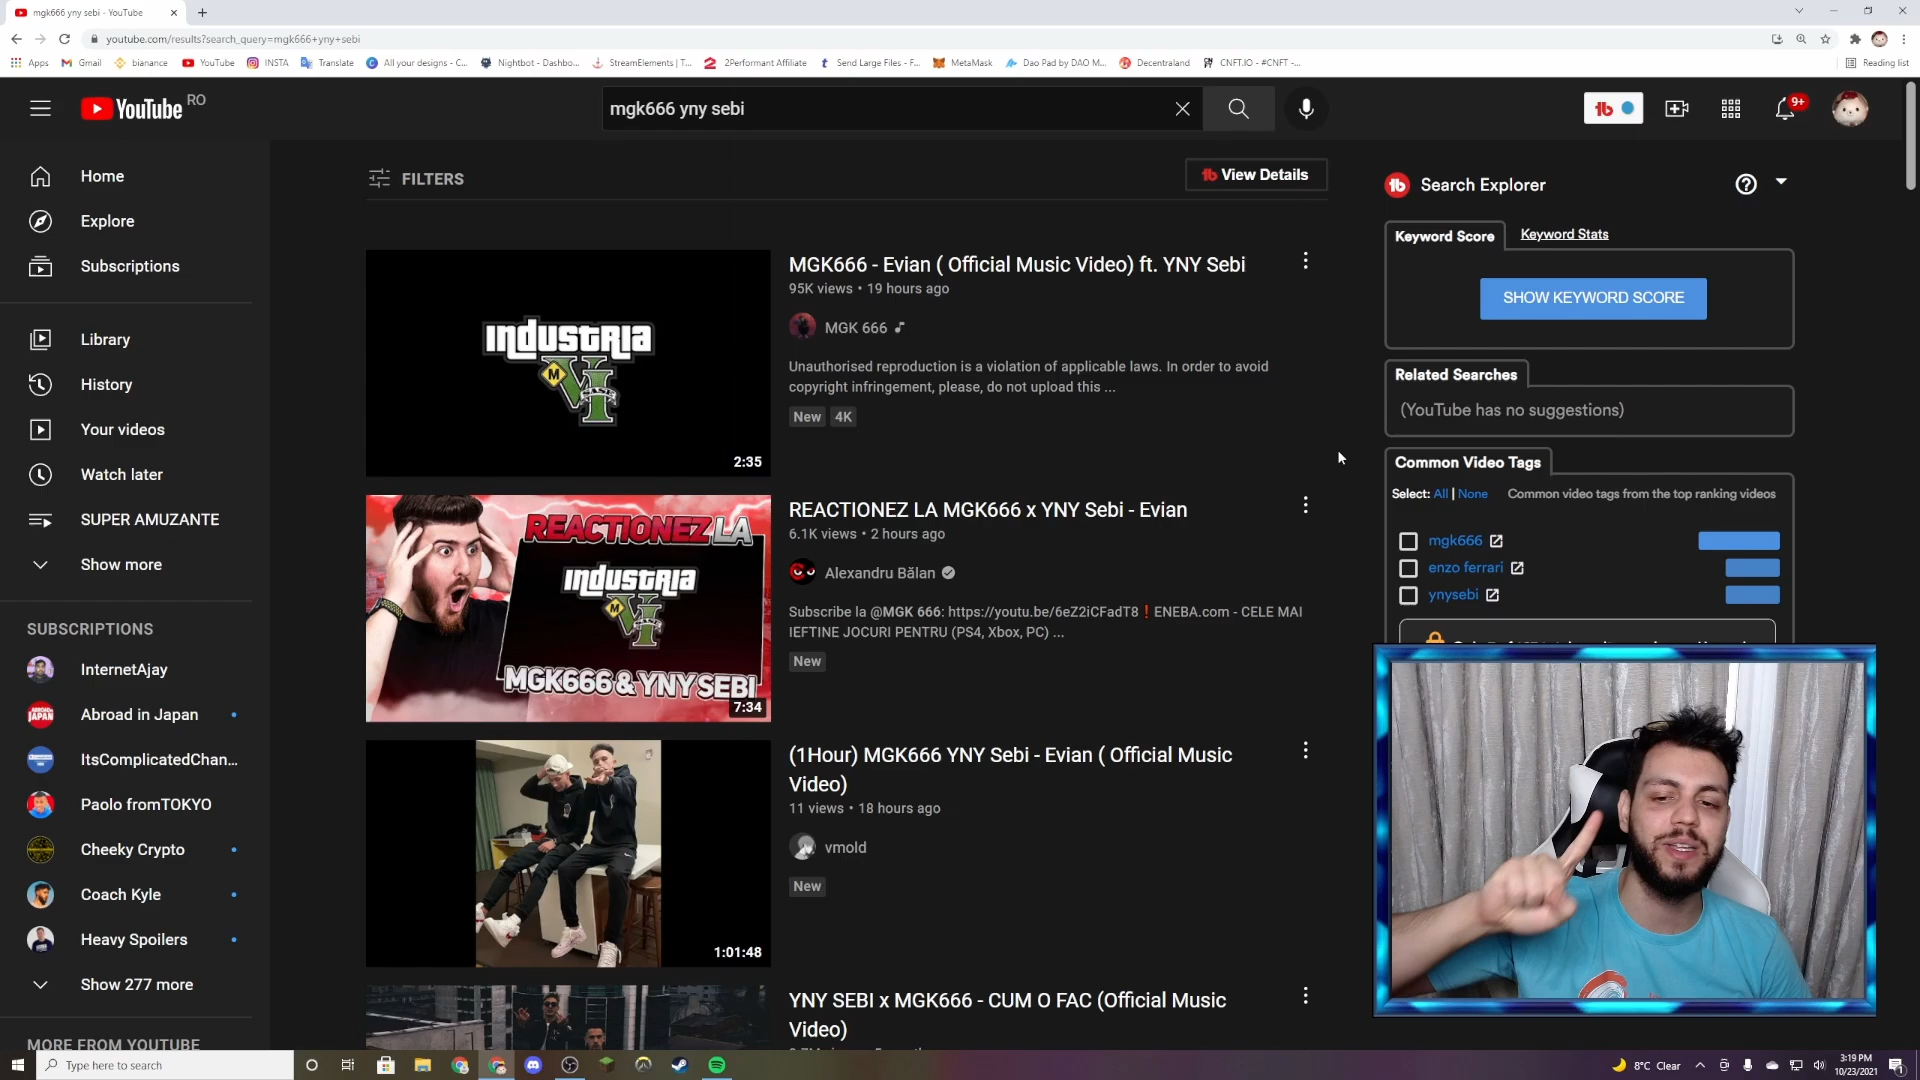 mgk666 yny sebi - YouTube
youtube.com/results?search_query=mgk666+yny+sebi
Apps Gmail bianance YouTube INSTA Translate All your designs - C... Nightbot - Dashbo... StreamElements | T... 2Performant Affiliate Send Large Files - F... MetaMask Dao Pad by DAO M... Decentraland CNFT.IO - #CNFT -... Reading list
YouTube RO
mgk666 yny sebi
9+
Home
Explore
Subscriptions
Library
History
Your videos
Watch later
SUPER AMUZANTE
Show more
SUBSCRIPTIONS
InternetAjay
Abroad in Japan
ItsComplicatedChan...
Paolo fromTOKYO
Cheeky Crypto
Coach Kyle
Heavy Spoilers
Show 277 more
MORE FROM YOUTUBE
FILTERS
View Details
IndustRia
M VI
2:35
MGK666 - Evian ( Official Music Video) ft. YNY Sebi
95K views • 19 hours ago
MGK 666
Unauthorised reproduction is a violation of applicable laws. In order to avoid
copyright infringement, please, do not upload this ...
New 4K
REACTIONEZ LA
IndustRia
M VI
MGK666 & YNY SEBI
7:34
REACTIONEZ LA MGK666 x YNY Sebi - Evian
6.1K views • 2 hours ago
Alexandru Bălan
Subscribe la @MGK 666: https://youtu.be/6eZ2iCFadT8❗ENEBA.com - CELE MAI
IEFTINE JOCURI PENTRU (PS4, Xbox, PC) ...
New
1:01:48
(1Hour) MGK666 YNY Sebi - Evian ( Official Music
Video)
11 views • 18 hours ago
vmold
New
YNY SEBI x MGK666 - CUM O FAC (Official Music
Video)
Search Explorer
Keyword Score Keyword Stats
SHOW KEYWORD SCORE
Related Searches
(YouTube has no suggestions)
Common Video Tags
Select: All | None Common video tags from the top ranking videos
mgk666
enzo ferrari
ynysebi
Type here to search
8°C Clear
3:19 PM
10/23/2021